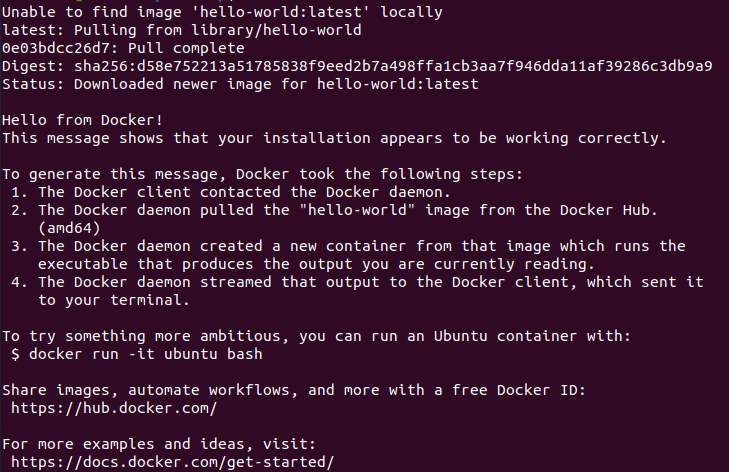 Unable to find image 'hello-world:latest' locally
latest: Pulling from library/hello-world
0e03bdcc26d7: Pull complete
Digest: sha256:d58e752213a51785838f9eed2b7a498ffa1cb3aa7f946dda11af39286c3db9a9
Status: Downloaded newer image for hello-world:latest

Hello from Docker!
This message shows that your installation appears to be working correctly.

To generate this message, Docker took the following steps:
 1. The Docker client contacted the Docker daemon.
 2. The Docker daemon pulled the "hello-world" image from the Docker Hub.
    (amd64)
 3. The Docker daemon created a new container from that image which runs the
    executable that produces the output you are currently reading.
 4. The Docker daemon streamed that output to the Docker client, which sent it
    to your terminal.

To try something more ambitious, you can run an Ubuntu container with:
 $ docker run -it ubuntu bash

Share images, automate workflows, and more with a free Docker ID:
 https://hub.docker.com/

For more examples and ideas, visit:
 https://docs.docker.com/get-started/